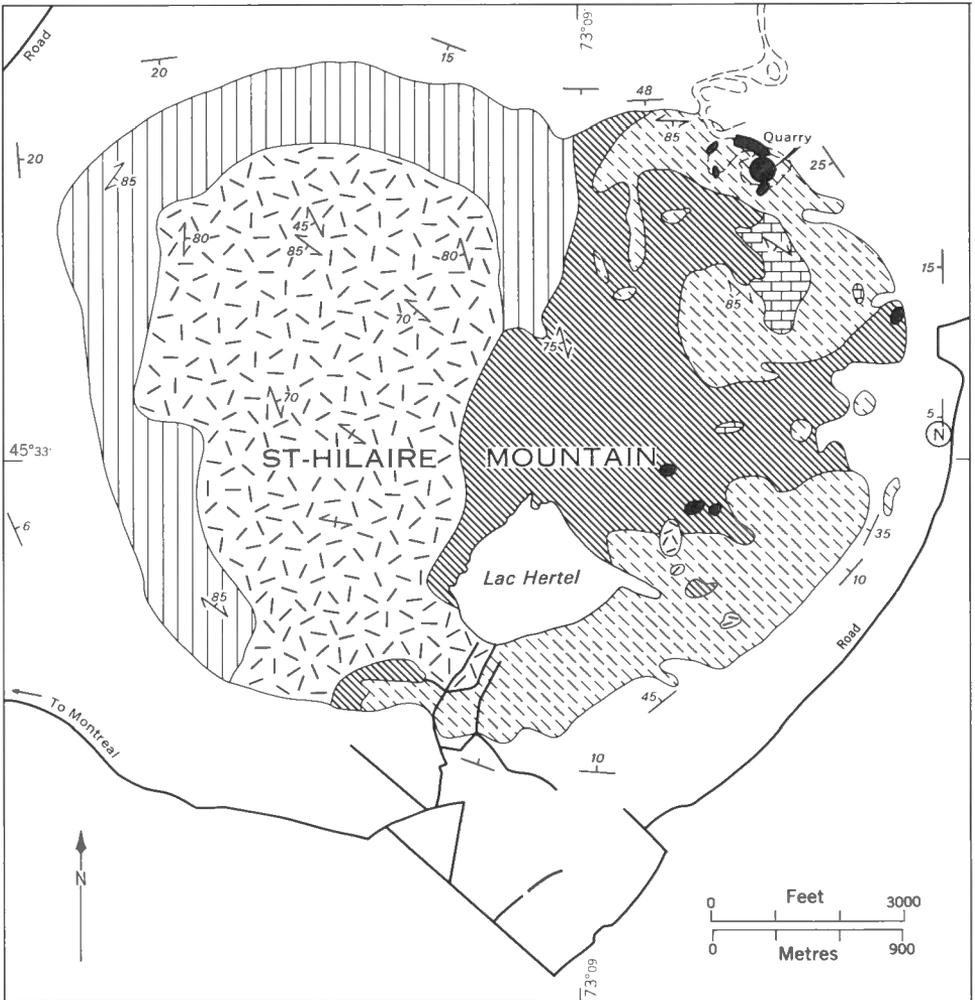 Road
73°09'
15
20
48
85
Quarry
25
20
85
45
85
80
80
15
85
70
75
70
5
N
45°33'
ST-HILAIRE MOUNTAIN
6
35
Lac Hertel
10
85
Road
45
To Montreal
10
N
0 Feet 3000
0 Metres 900
73°09